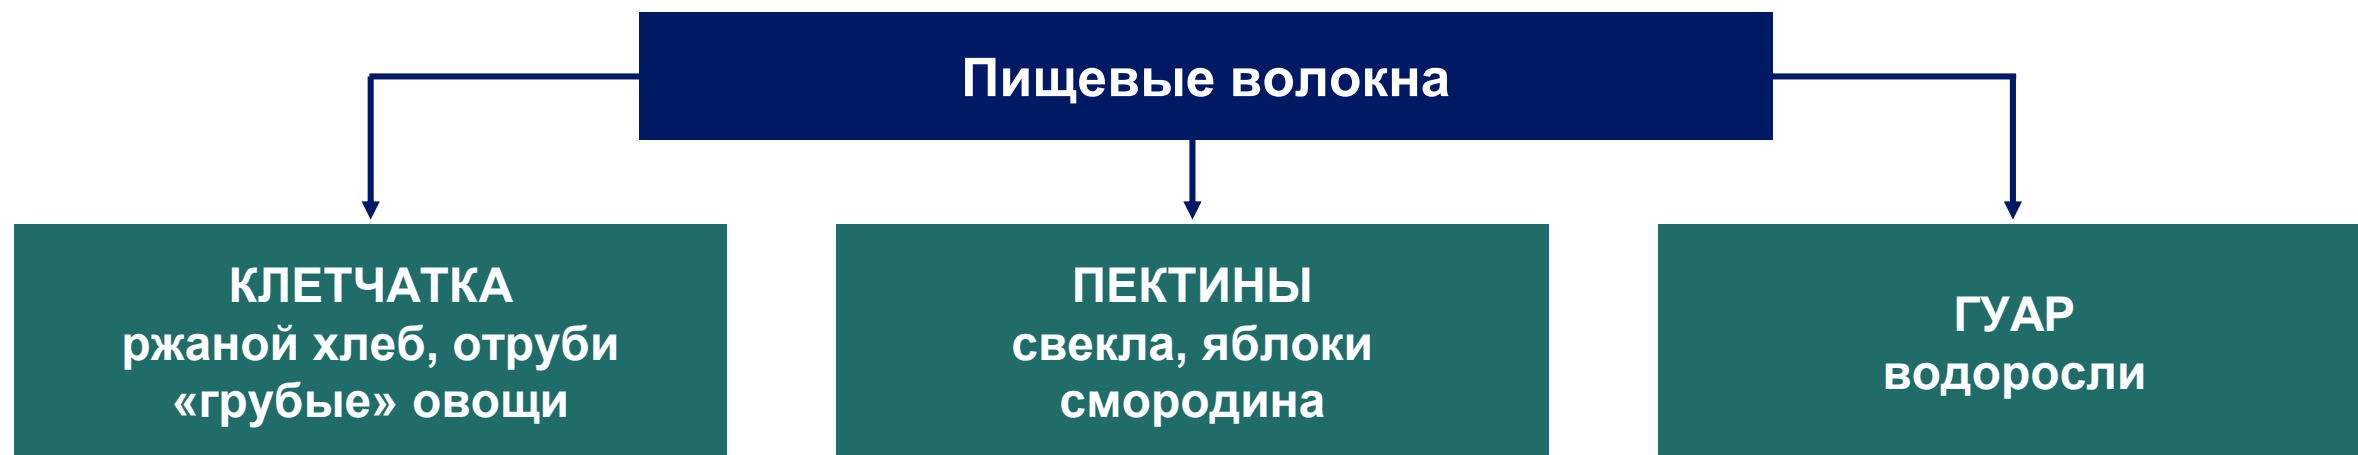 Пищевые волокна
КЛЕТЧАТКА
ржаной хлеб, отруби
«грубые» овощи
ПЕКТИНЫ
свекла, яблоки
смородина
ГУАР
водоросли